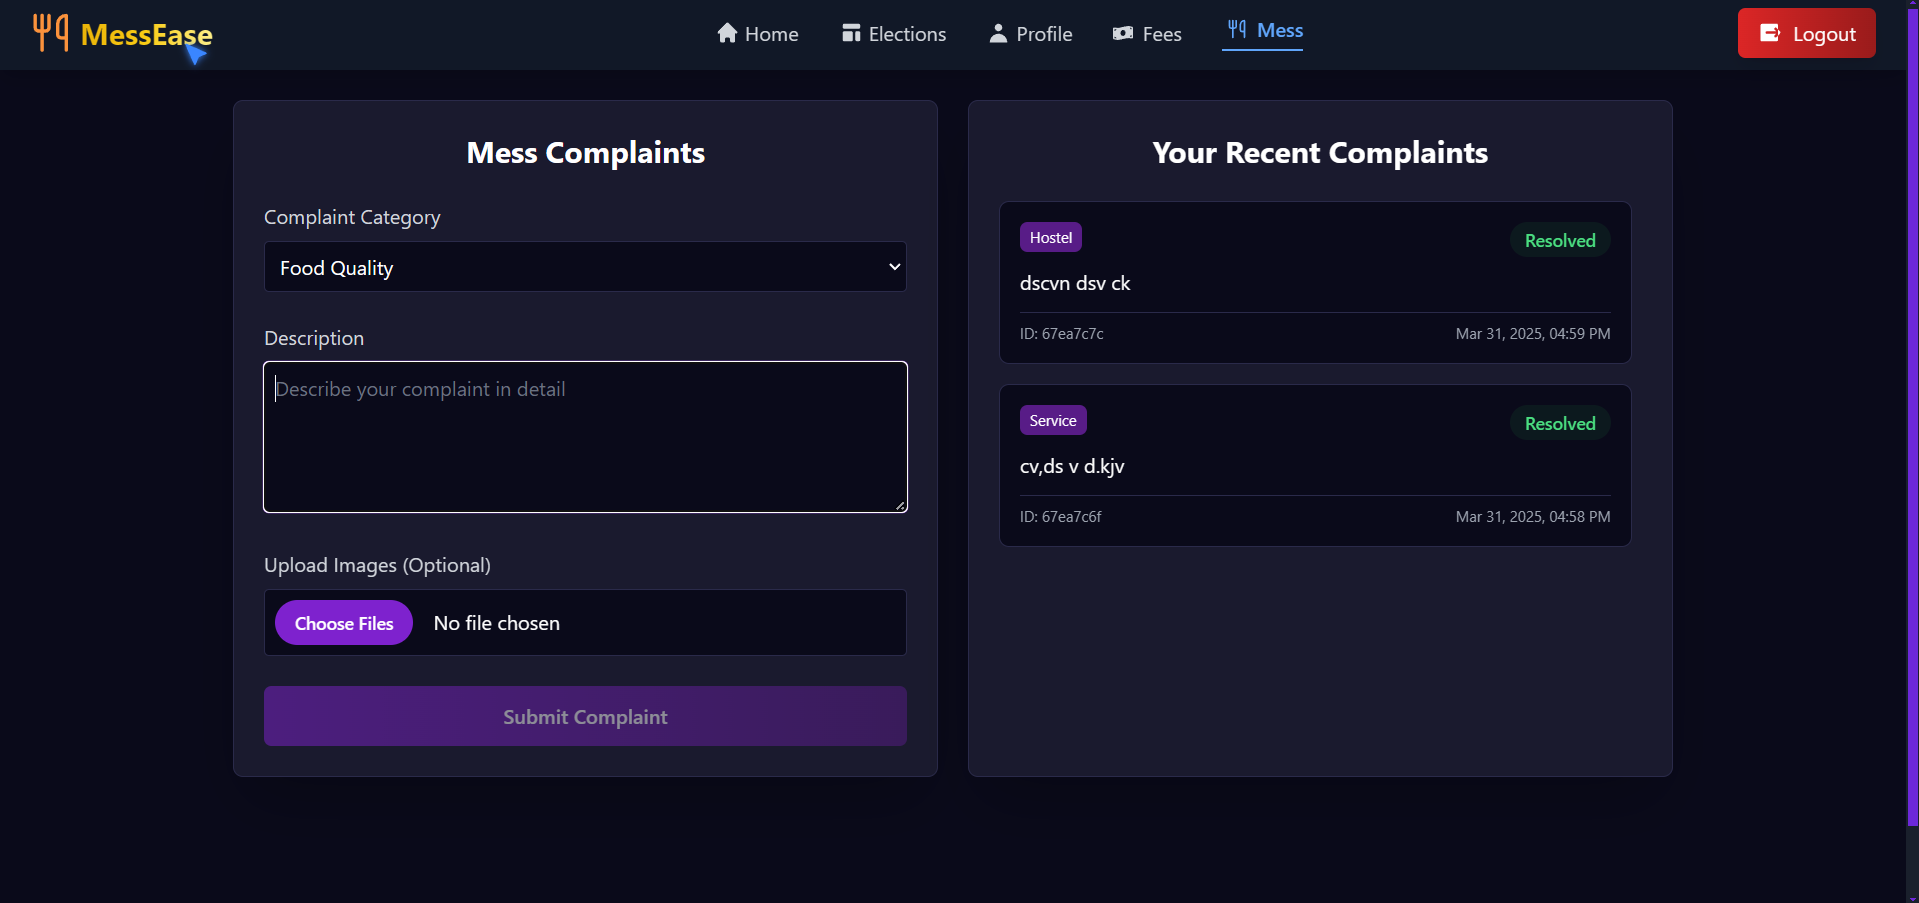 MessEase
Home
Elections
Profile
Fees
Mess
Logout
Mess Complaints
Complaint Category
Food Quality
Description
Describe your complaint in detail
Upload Images (Optional)
Choose Files No file chosen
Submit Complaint
Your Recent Complaints
Hostel
Resolved
dscvn dsv ck
ID: 67ea7c7c
Mar 31, 2025, 04:59 PM
Service
Resolved
cv,ds v d.kjv
ID: 67ea7c6f
Mar 31, 2025, 04:58 PM